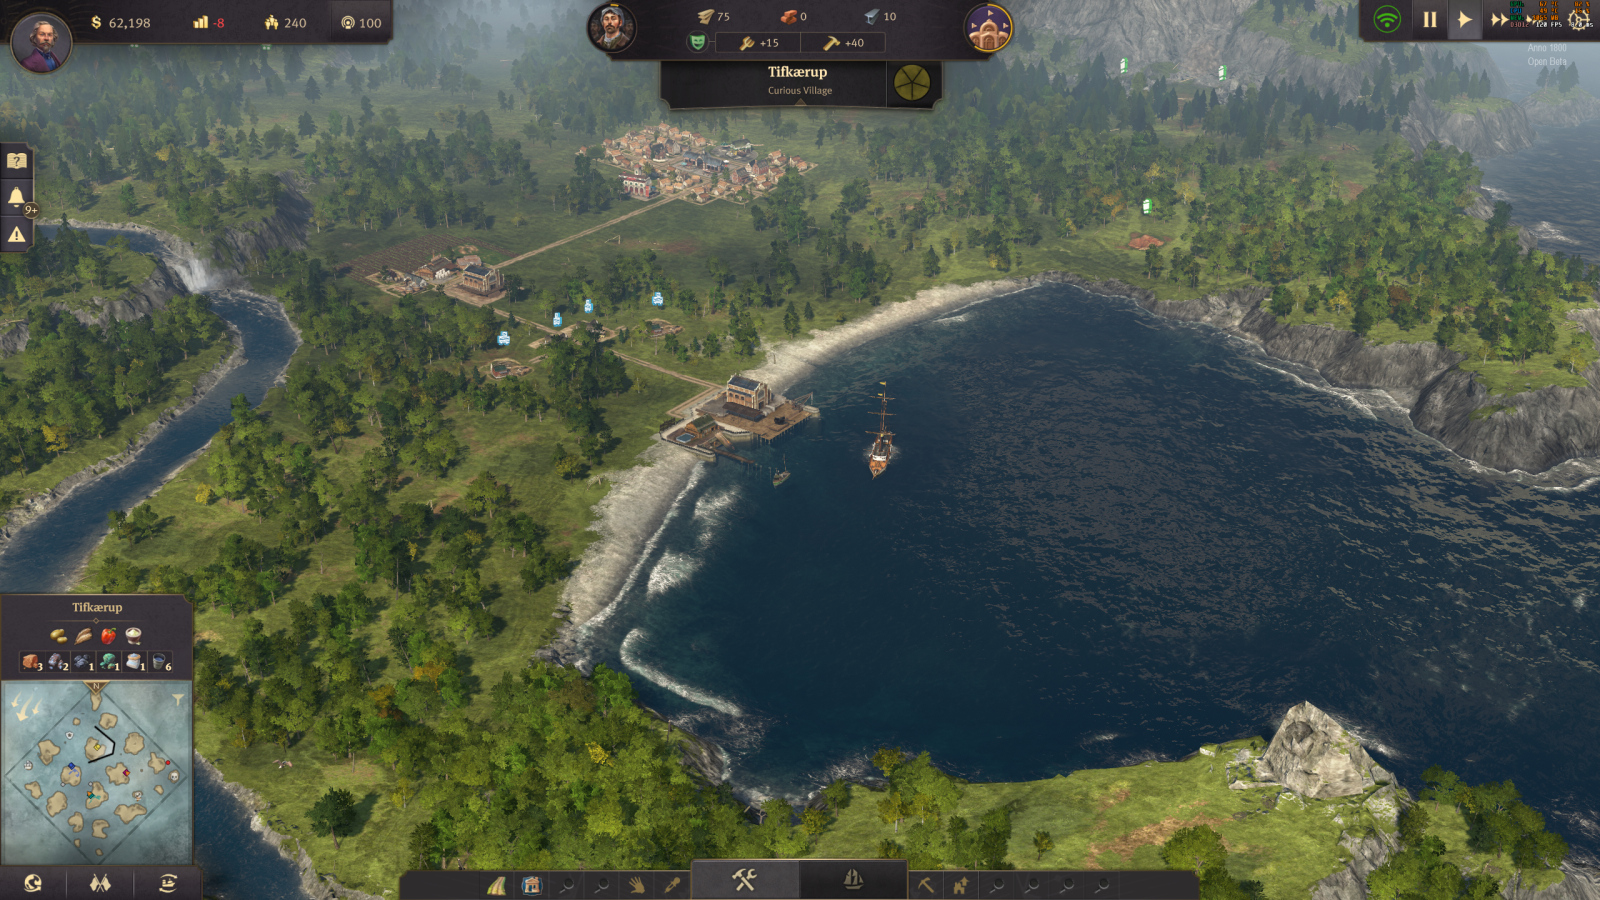 62,198
-8
240
100
75
0
10
+15
+40
Tifkærup
Curious Village
Anno 1800
Open Beta
9+
Tifkærup
3
2
1
1
1
6
N